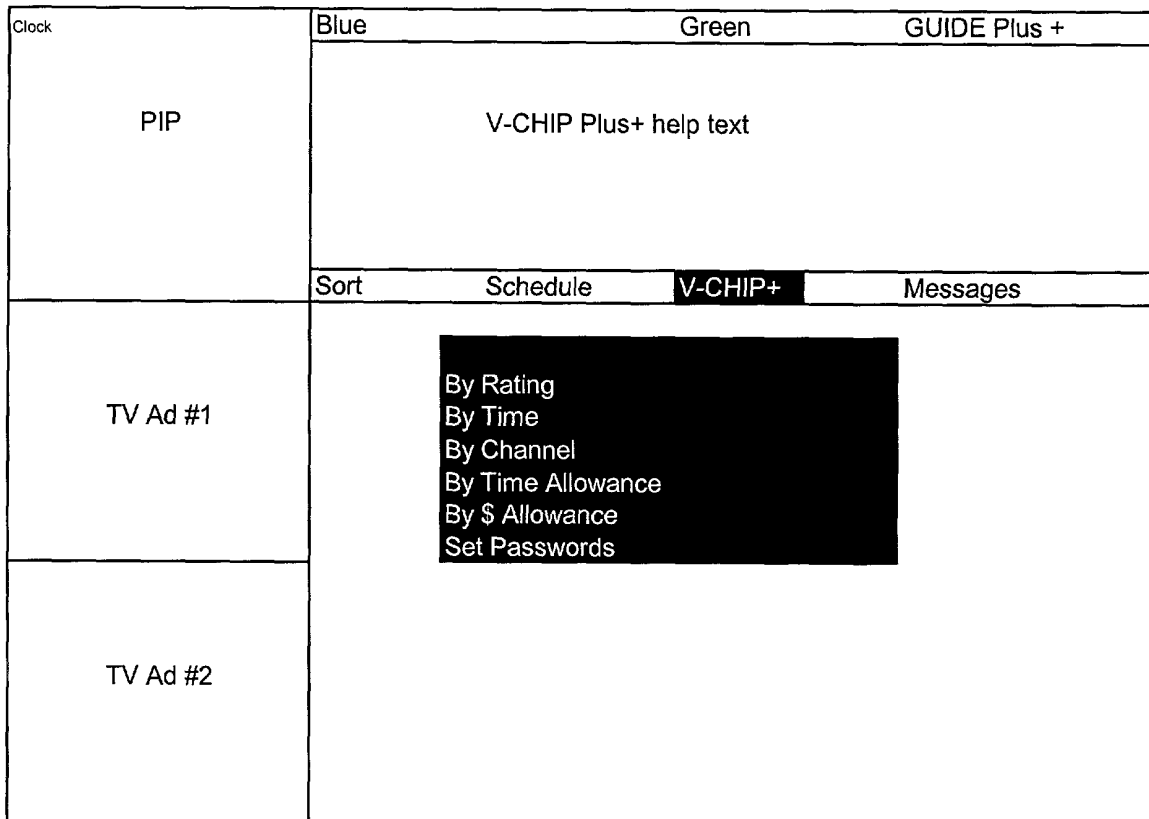 Clock
Blue Green GUIDE Plus +
PIP
V-CHIP Plus+ help text
Sort Schedule V-CHIP+ Messages
TV Ad #1
By Rating
By Time
By Channel
By Time Allowance
By $ Allowance
Set Passwords
TV Ad #2